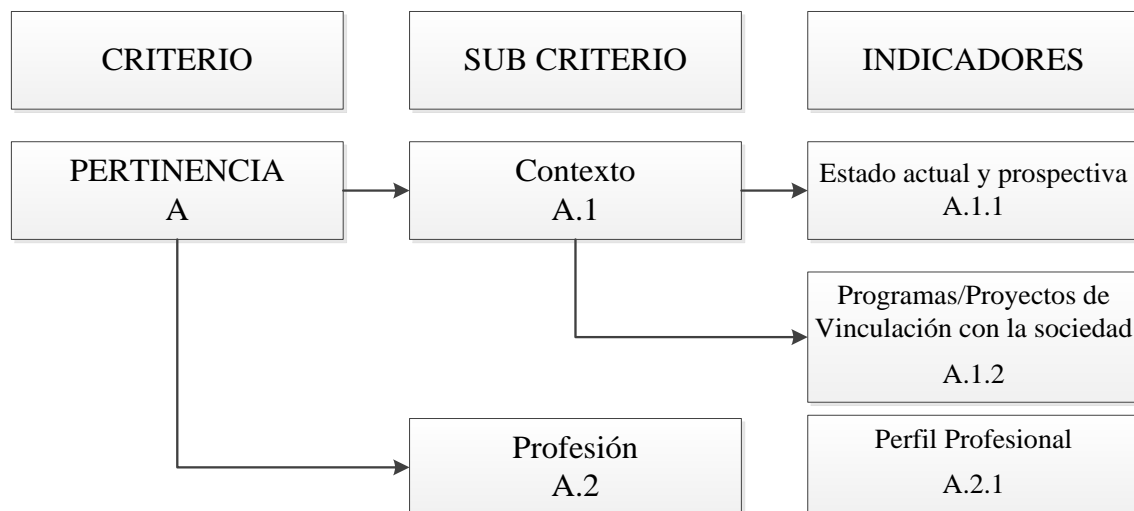 CRITERIO
SUB CRITERIO
INDICADORES
PERTINENCIA
A
Contexto
A.1
Estado actual y prospectiva
A.1.1
Programas/Proyectos de
Vinculación con la sociedad
A.1.2
Profesión
A.2
Perfil Profesional
A.2.1